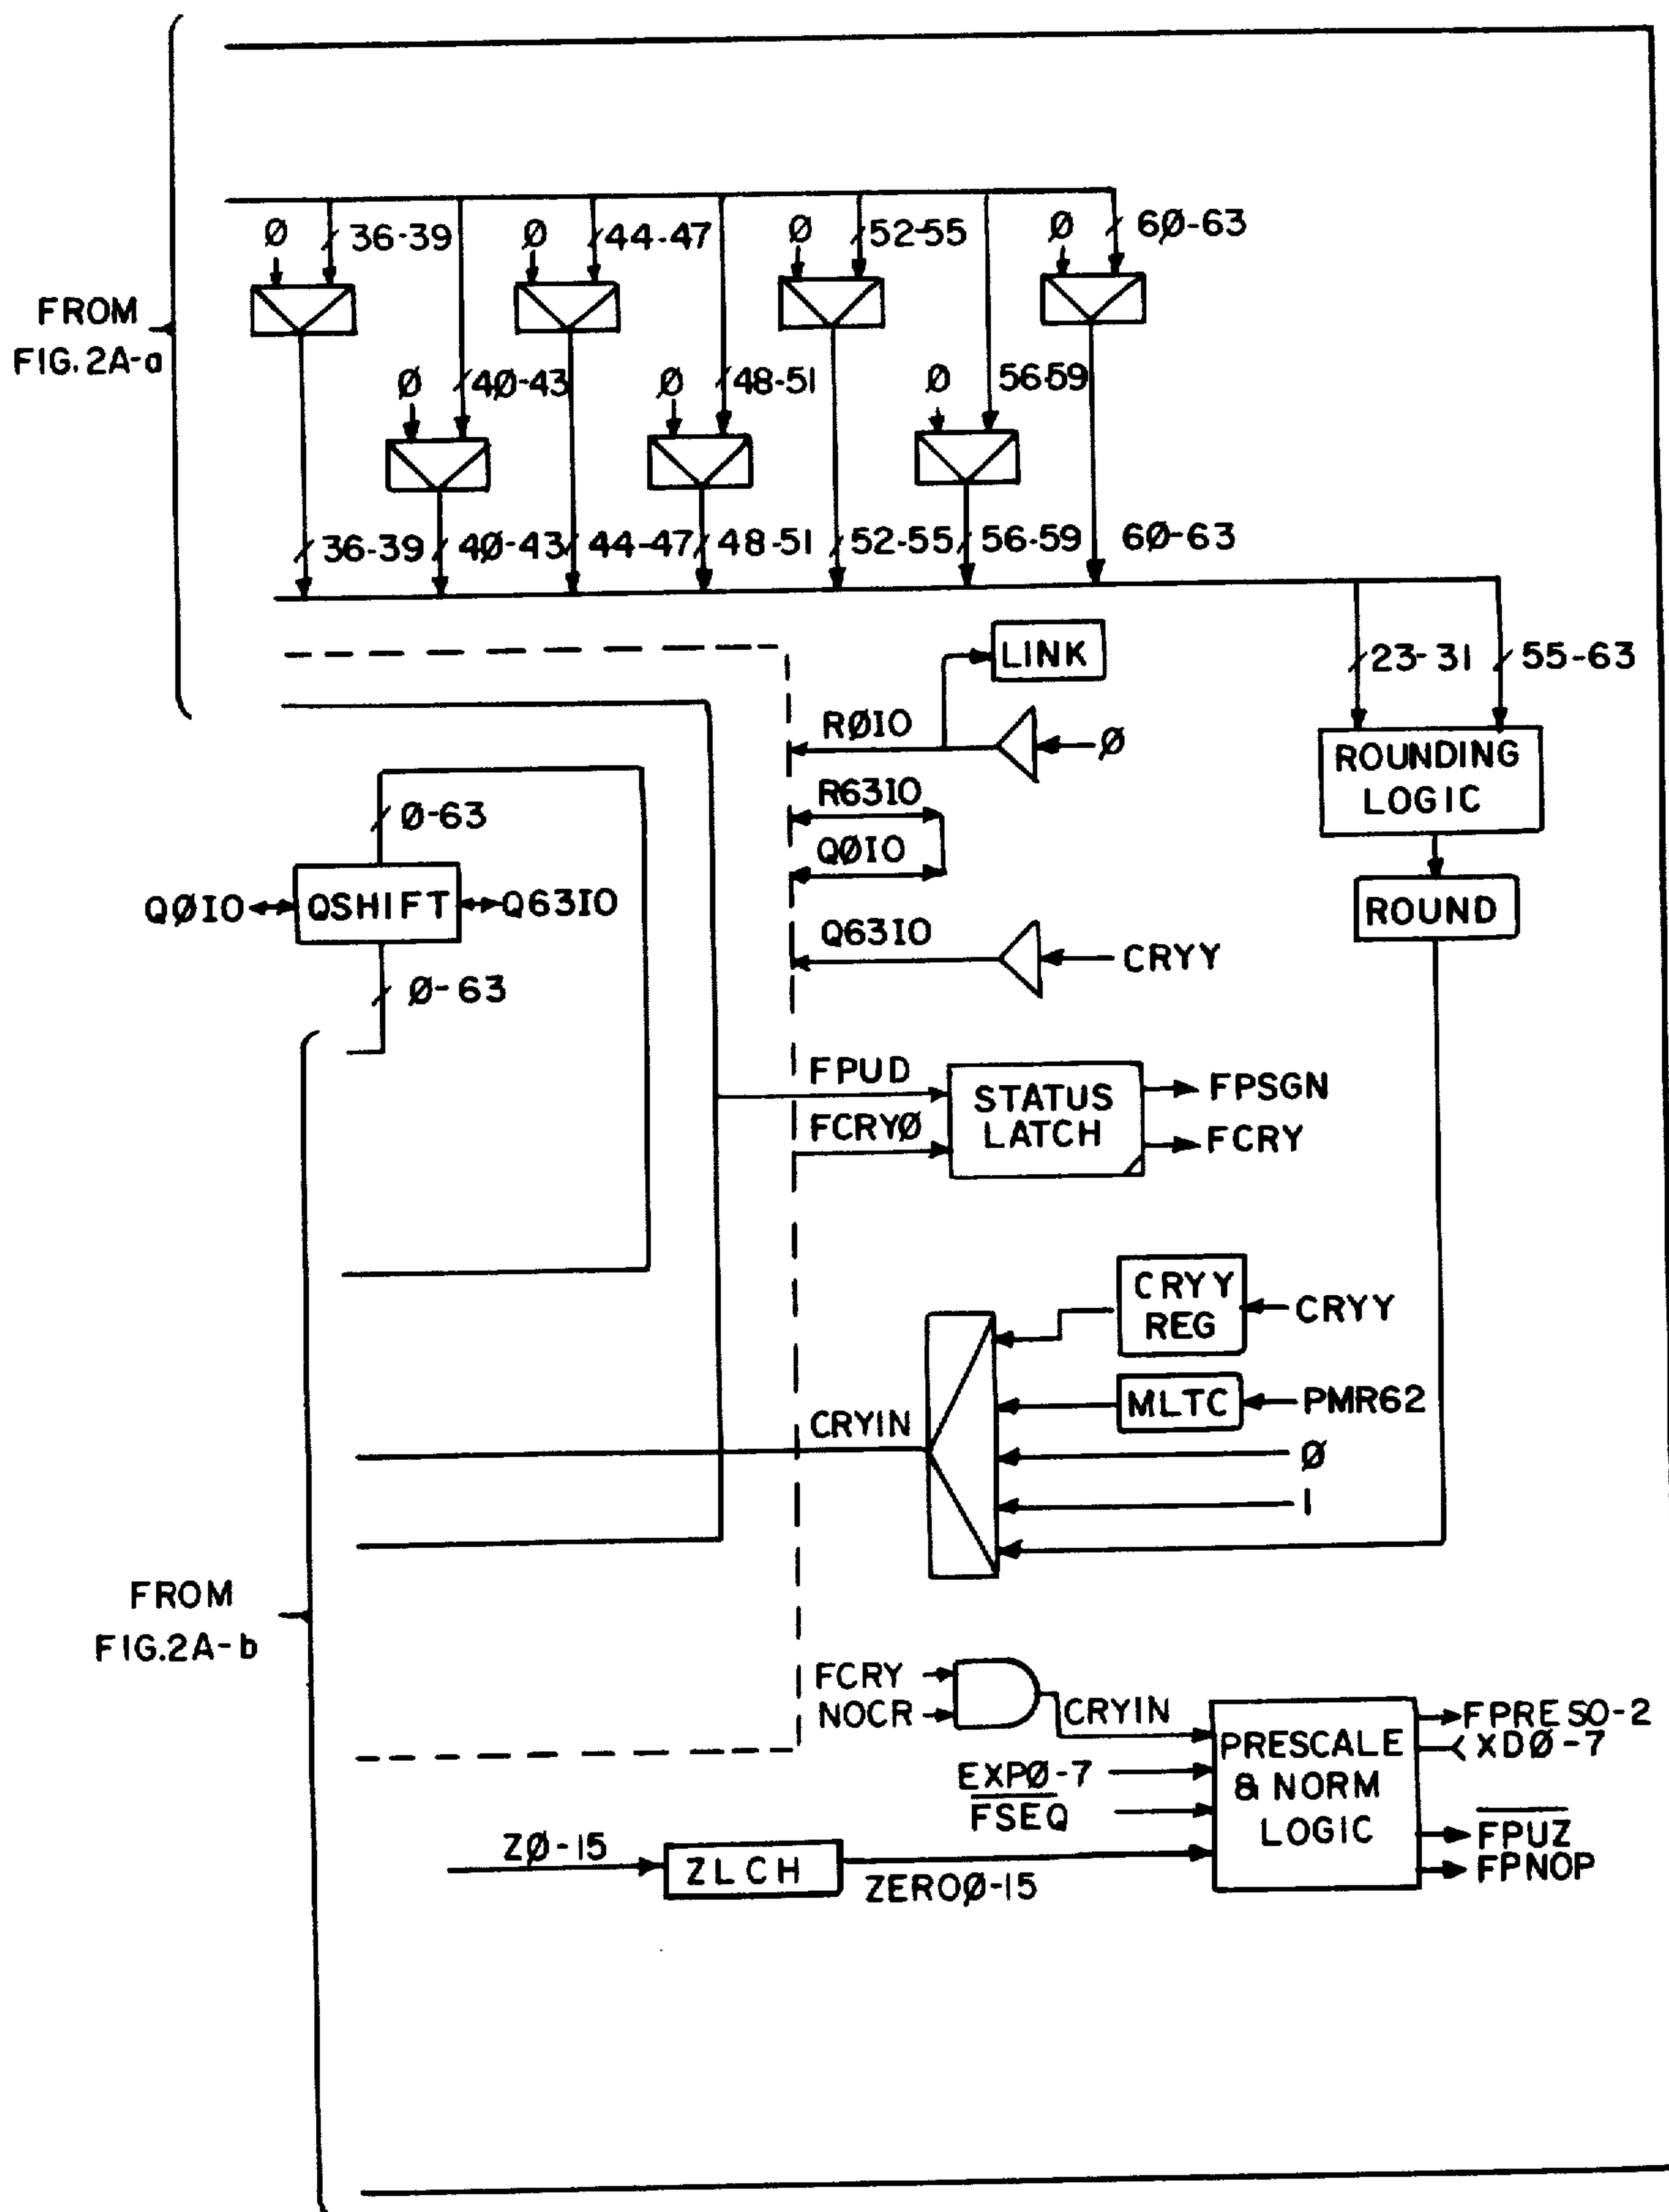 Ø 36-39 Ø 44-47 Ø 52-55 Ø 60-63
FROM
FIG. 2A-a
Ø 40-43 Ø 48-51 Ø 56-59
36-39 40-43 44-47 48-51 52-55 56-59 60-63
LINK
23-31 55-63
RØIO
Ø
ROUNDING
LOGIC
R63IO
Ø-63
QØIO
QØIO QSHIFT Q63IO
ROUND
Q63IO
CRYY
Ø-63
FPUD
STATUS
LATCH
FPSGN
FCRYØ
FCRY
CRYY
REG
CRYY
MLTC PMR62
CRYIN
Ø
1
FROM
FIG. 2A-b
FCRY
NOCR
CRYIN
PRESCALE
& NORM
LOGIC
FPRESO-2
XDØ-7
EXPØ-7
FSEQ
FPUZ
FPNOP
ZØ-15
ZLCH
ZEROØ-15